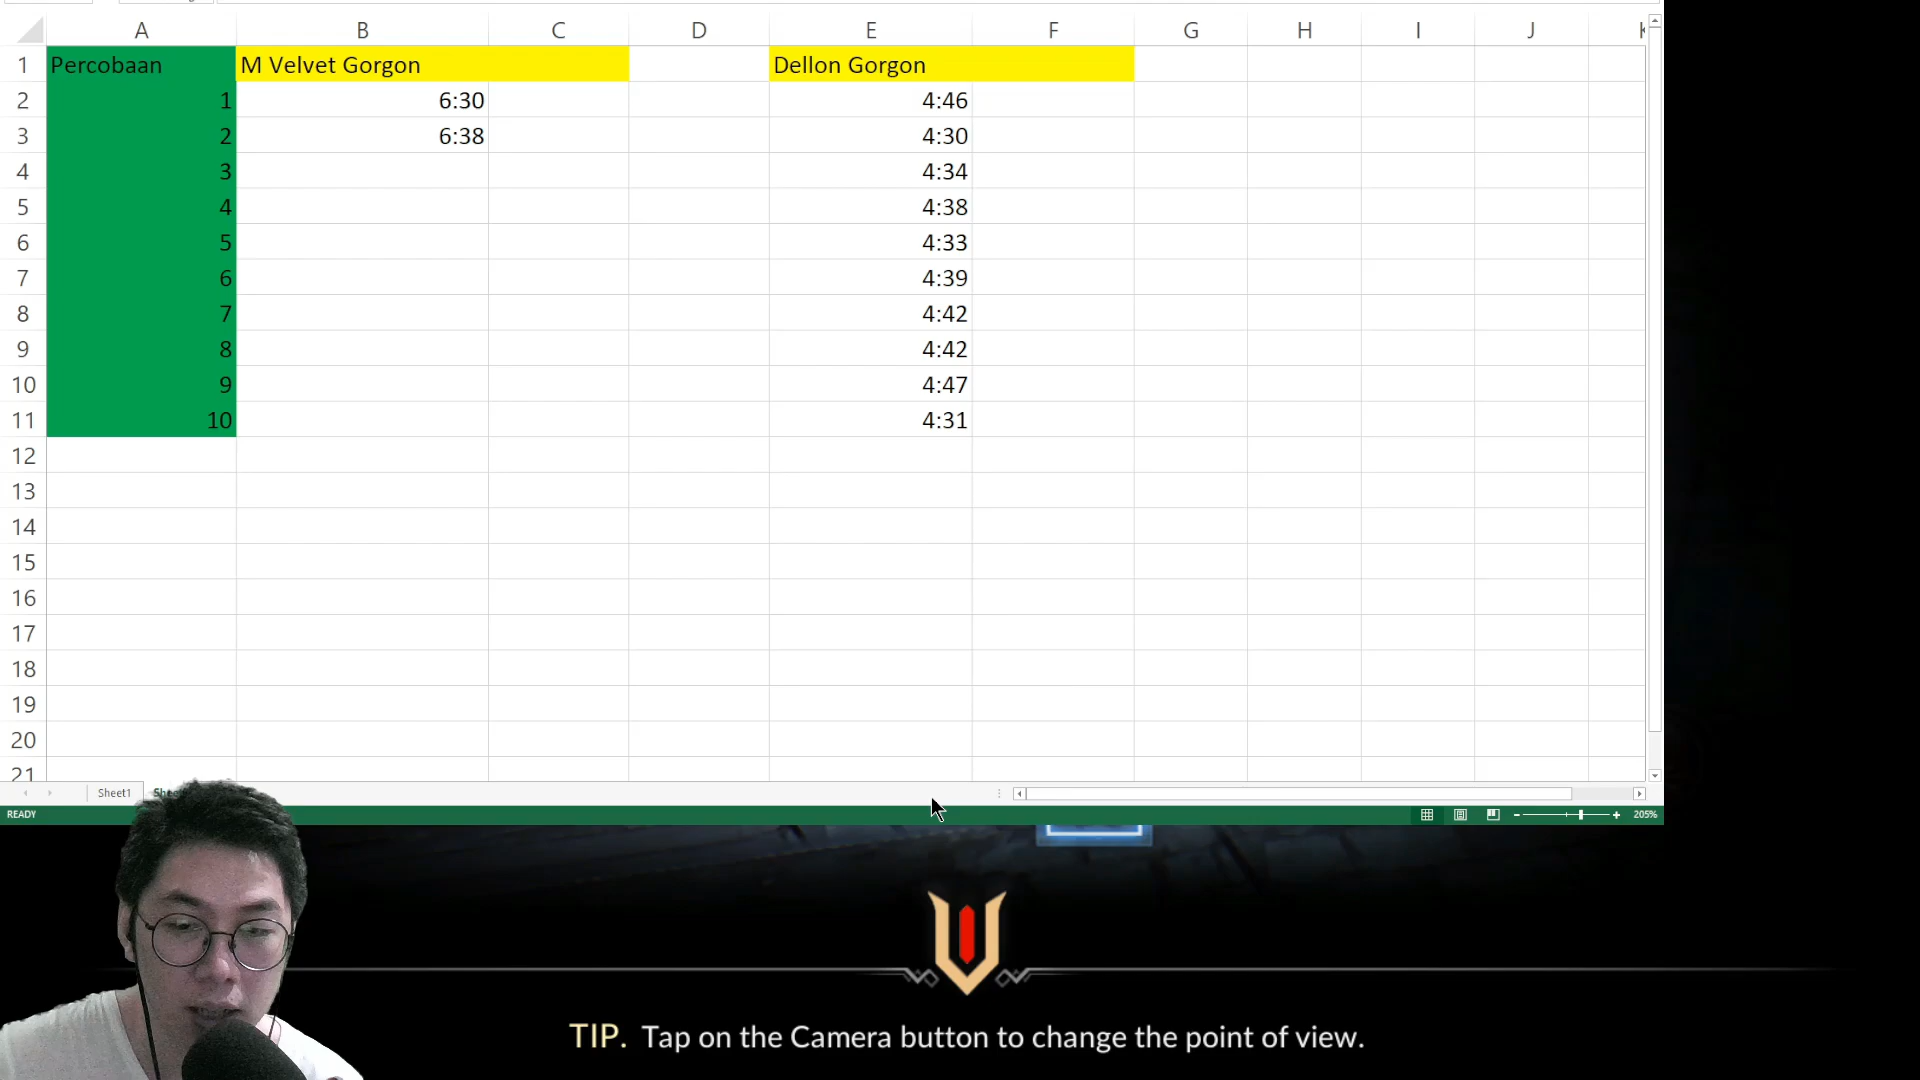 A B C D E F G H I J K
1 Percobaan M Velvet Gorgon Dellon Gorgon
2 1 6:30 4:46
3 2 6:38 4:30
4 3 4:34
5 4 4:38
6 5 4:33
7 6 4:39
8 7 4:42
9 8 4:42
10 9 4:47
11 10 4:31
12
13
14
15
16
17
18
19
20
21
Sheet1
READY 205%
TIP. Tap on the Camera button to change the point of view.